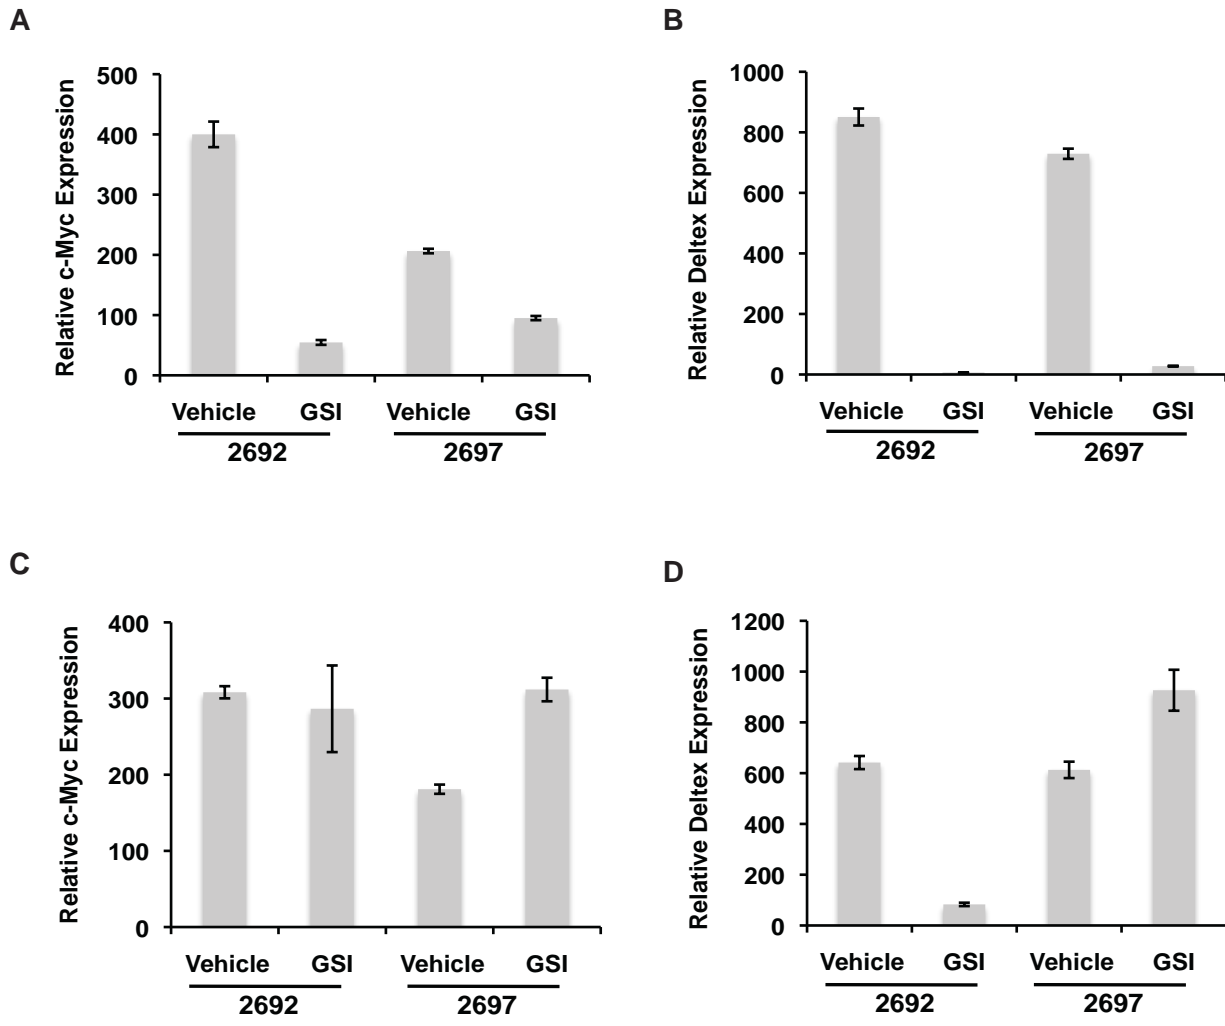 A
Relative c-Myc Expression
500
400
300
200
100
0
Vehicle GSI Vehicle GSI
2692 2697
B
Relative Deltex Expression
1000
800
600
400
200
0
Vehicle GSI Vehicle GSI
2692 2697
C
Relative c-Myc Expression
400
300
200
100
0
Vehicle GSI Vehicle GSI
2692 2697
D
Relative Deltex Expression
1200
1000
800
600
400
200
0
Vehicle GSI Vehicle GSI
2692 2697